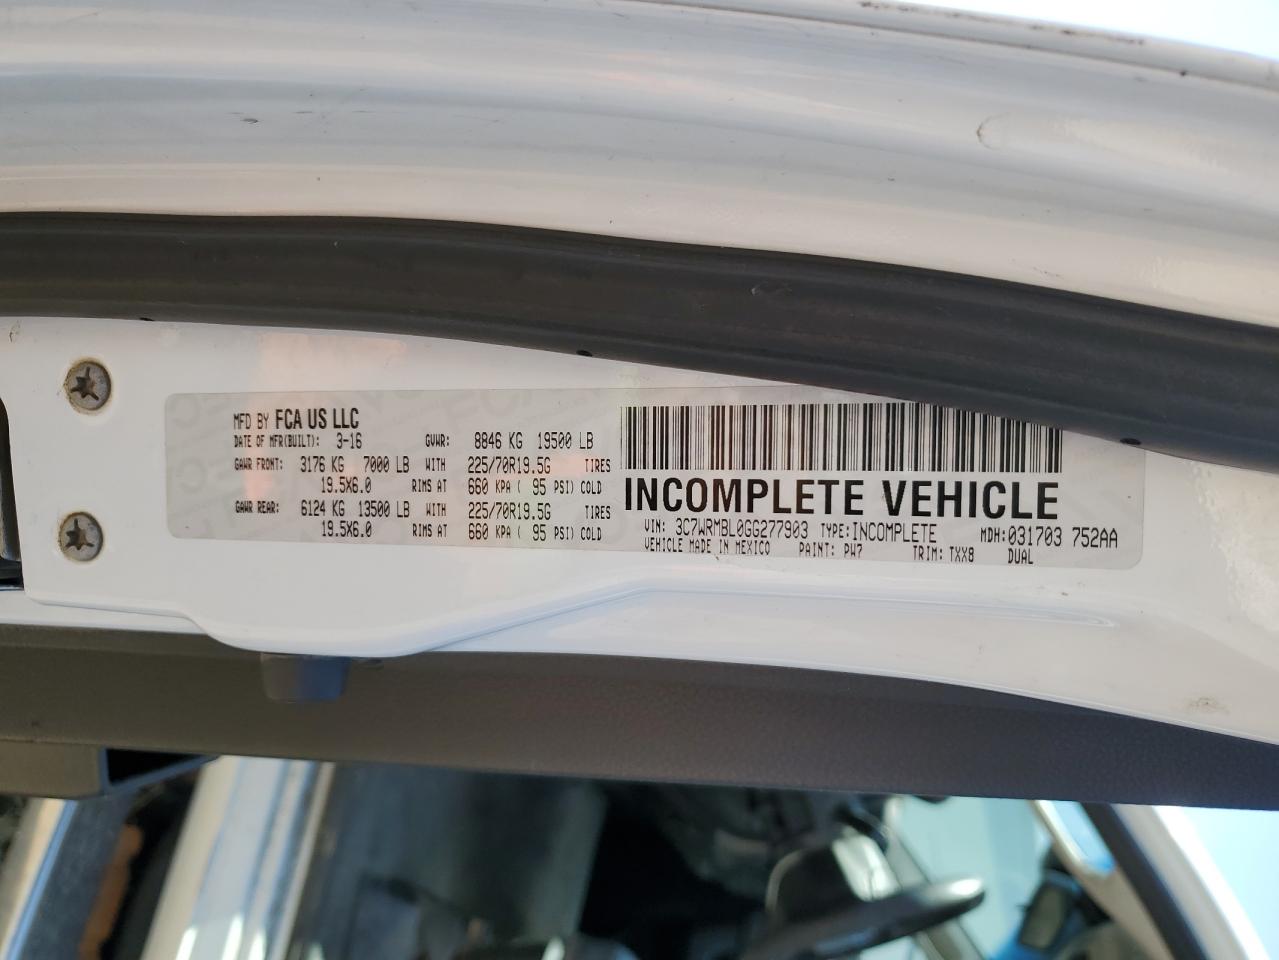 MFD BY FCA US LLC
DATE OF MFR(BUILT): 3-16 GVWR: 8846 KG 19500 LB
GAWR FRONT: 3176 KG 7000 LB WITH 225/70R19.5G TIRES
19.5X6.0 RIMS AT 660 KPA ( 95 PSI) COLD
GAWR REAR: 6124 KG 13500 LB WITH 225/70R19.5G TIRES
19.5X6.0 RIMS AT 660 KPA ( 95 PSI) COLD
INCOMPLETE VEHICLE
VIN: 3C7WRMBL0GG277903 TYPE:INCOMPLETE MDH:031703 752AA
VEHICLE MADE IN MEXICO PAINT: PW7 TRIM: TXX8 DUAL